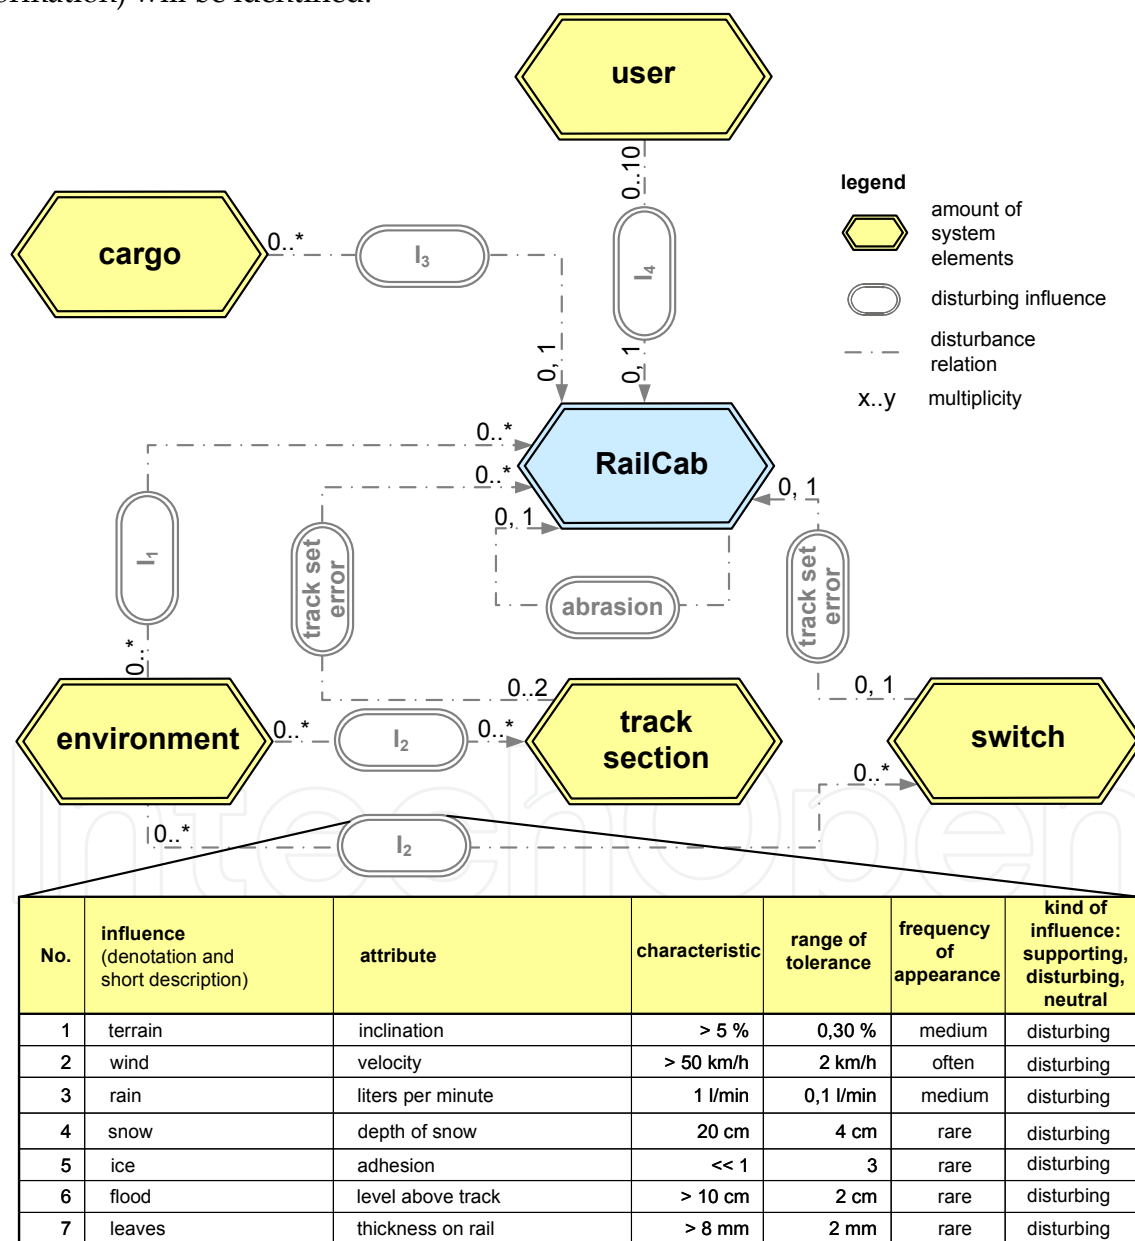 will be identified.
user
0..10
legend
amount of
system
elements
cargo
0..*
I3
I4
disturbing influence
disturbance
relation
0, 1
0, 1
x..y multiplicity
0..*
RailCab
0..*
0, 1
0, 1
I1
track set
error
abrasion
track set
error
0..*
0..2
0, 1
environment
0..*
I2
0..*
track
section
switch
0..*
0..*
I2
IntechOpen
No.
influence
(denotation and
short description)
attribute
characteristic
range of
tolerance
frequency
of
appearance
kind of
influence:
supporting,
disturbing,
neutral
1 terrain inclination > 5 % 0,30 % medium disturbing
2 wind velocity > 50 km/h 2 km/h often disturbing
3 rain liters per minute 1 l/min 0,1 l/min medium disturbing
4 snow depth of snow 20 cm 4 cm rare disturbing
5 ice adhesion << 1 3 rare disturbing
6 flood level above track > 10 cm 2 cm rare disturbing
7 leaves thickness on rail > 8 mm 2 mm rare disturbing